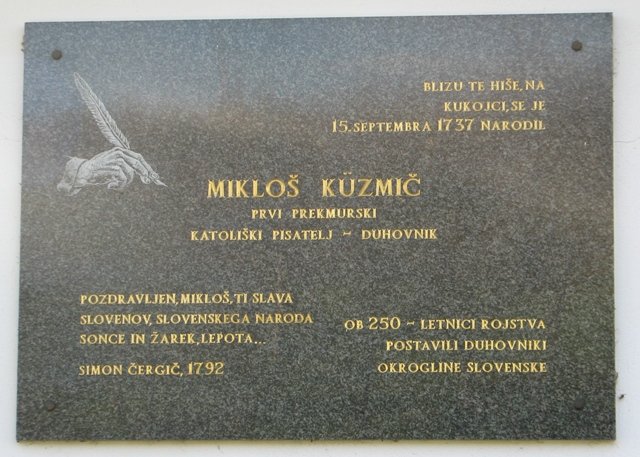 BLIZU TE HIŠE, NA
KUKOJCI, SE JE
15. SEPTEMBRA 1737 NARODIL
MIKLOŠ KÜZMIČ
PRVI PREKMURSKI
KATOLIŠKI PISATELJ ~ DUHOVNIK
POZDRAVLJEN, MIKLOŠ, TI SLAVA
SLOVENOV, SLOVENSKEGA NARODA
SONCE IN ŽAREK, LEPOTA...
SIMON ČERGIČ, 1792
OB 250 ~ LETNICI ROJSTVA
POSTAVILI DUHOVNIKI
OKROGLINE SLOVENSKE